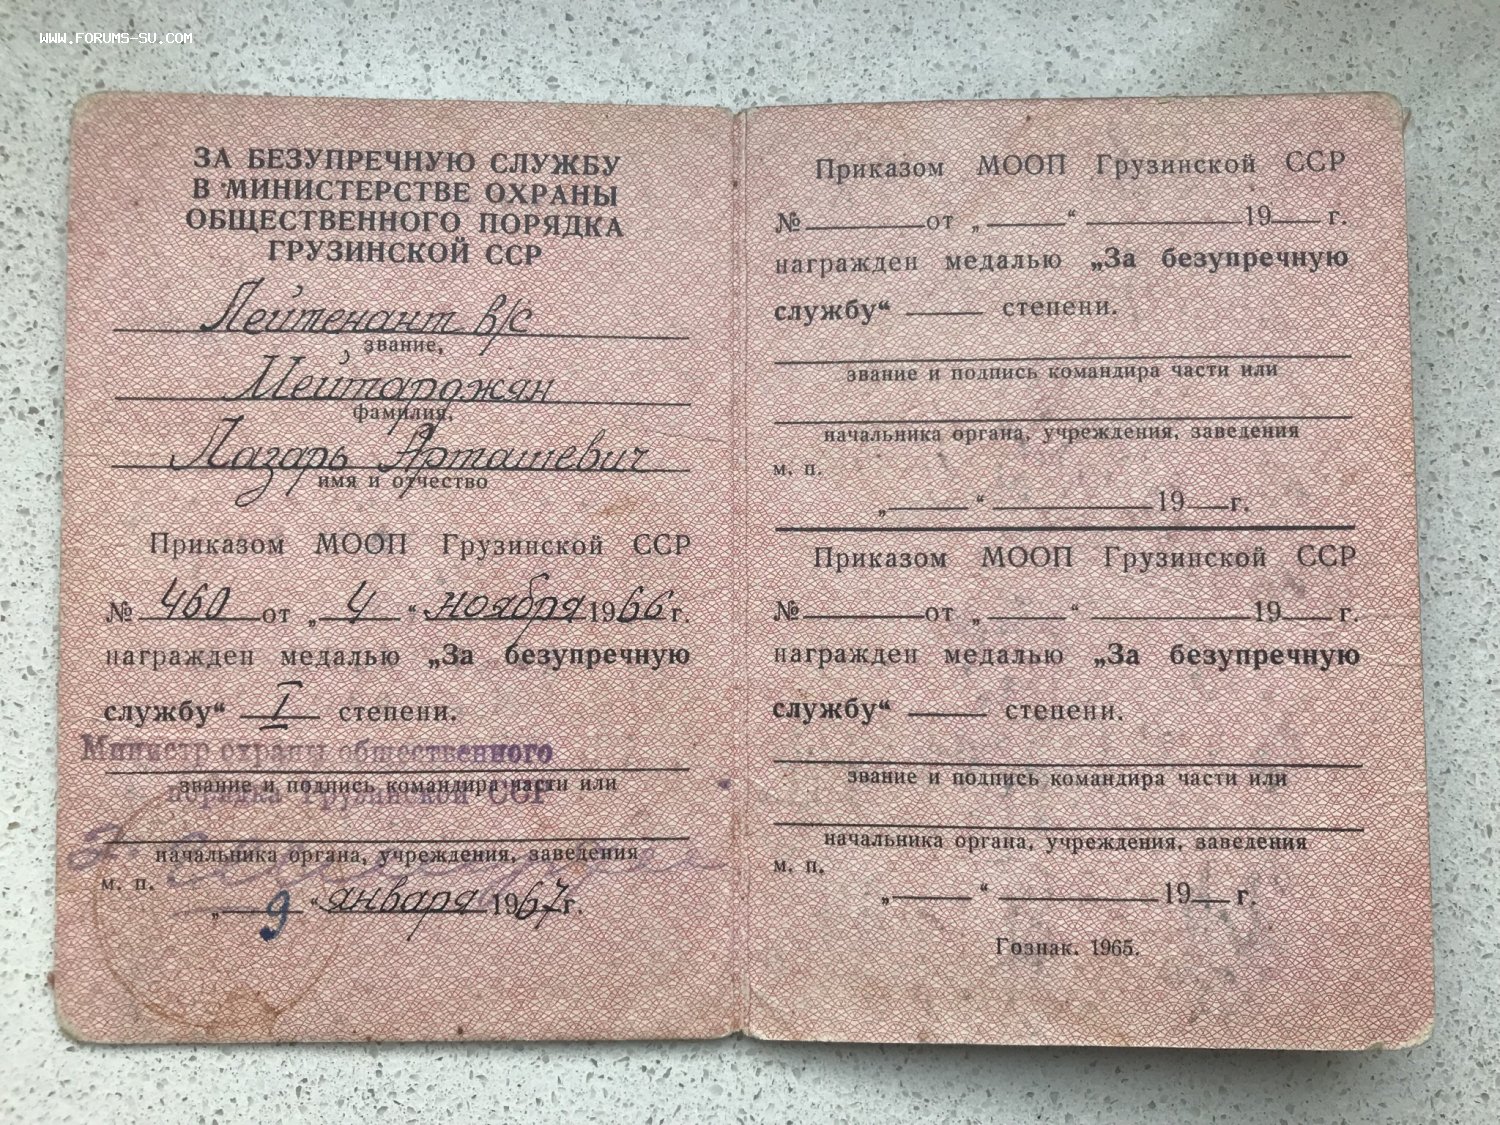 WWW.FORUMS-SU.COM
ЗА БЕЗУПРЕЧНУЮ СЛУЖБУ
В МИНИСТЕРСТВЕ ОХРАНЫ
ОБЩЕСТВЕННОГО ПОРЯДКА
ГРУЗИНСКОЙ ССР
Лейтенант в/с
звание,
Мейтарджян
фамилия,
Лазарь Арташевич
имя и отчество
Приказом МООП Грузинской ССР
№ 460 от „ 4 “ ноября 1966 г.
награжден медалью „За безупречную
службу“ I степени.
Министр охраны общественного
звание и подпись командира части или
порядка Грузинской ССР
начальника органа, учреждения, заведения
м. п.
„ 9 “ января 1967 г.
Приказом МООП Грузинской ССР
№ от „ “ 19 г.
награжден медалью „За безупречную
службу“ степени.
звание и подпись командира части или
начальника органа, учреждения, заведения
м. п.
„ “ 19 г.
Приказом МООП Грузинской ССР
№ от „ “ 19 г.
награжден медалью „За безупречную
службу“ степени.
звание и подпись командира части или
начальника органа, учреждения, заведения
м. п.
„ “ 19 г.
Гознак. 1965.